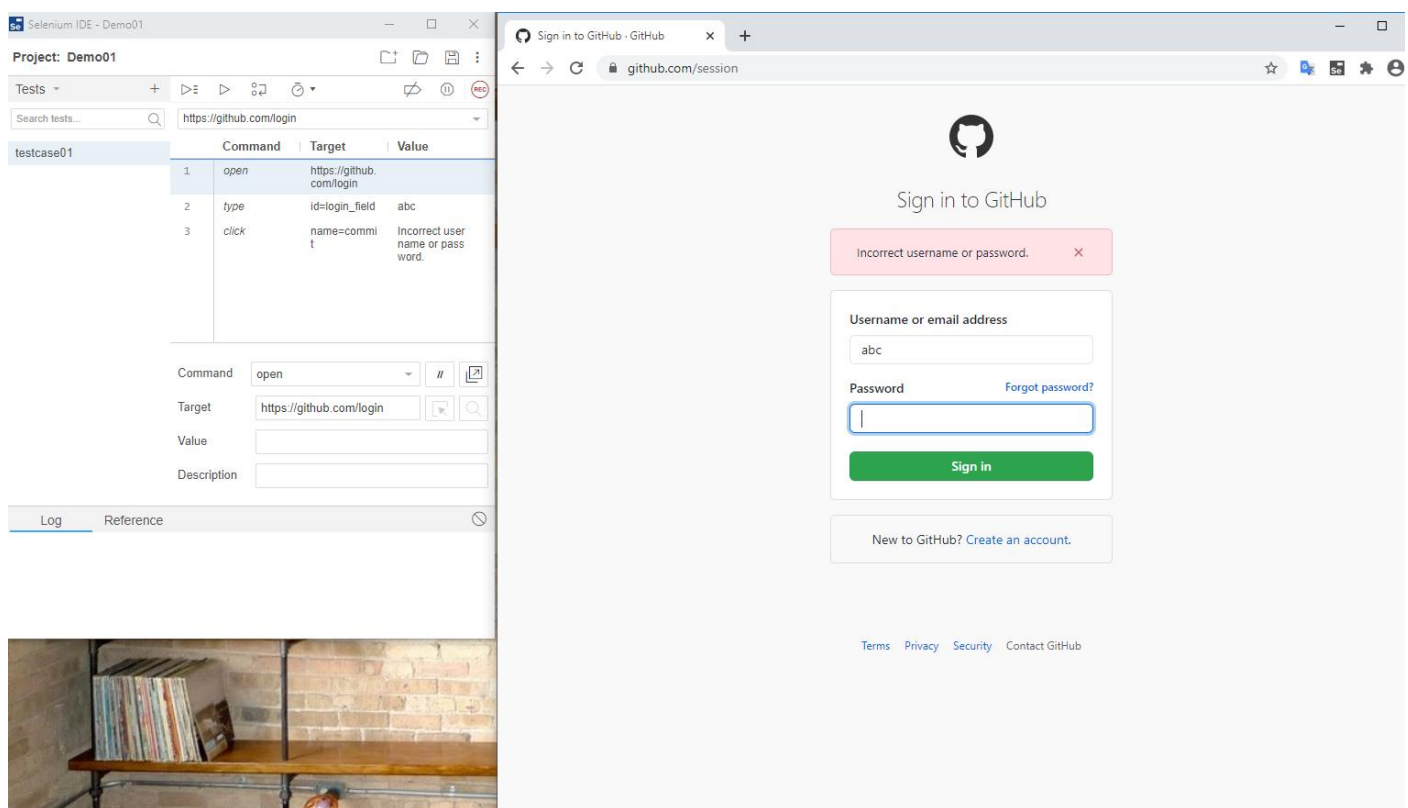 Se Selenium IDE - Demo01
Project: Demo01
Tests
REC
Search tests...
https://github.com/login
testcase01
Command Target Value
1 open https://github.
com/login
2 type id=login_field abc
3 click name=commi Incorrect user
t name or pass
word.
Command open //
Target https://github.com/login
Value
Description
Log Reference
Sign in to GitHub · GitHub
github.com/session
Se
Sign in to GitHub
Incorrect username or password.
Username or email address
abc
Password Forgot password?
Sign in
New to GitHub? Create an account.
Terms Privacy Security Contact GitHub